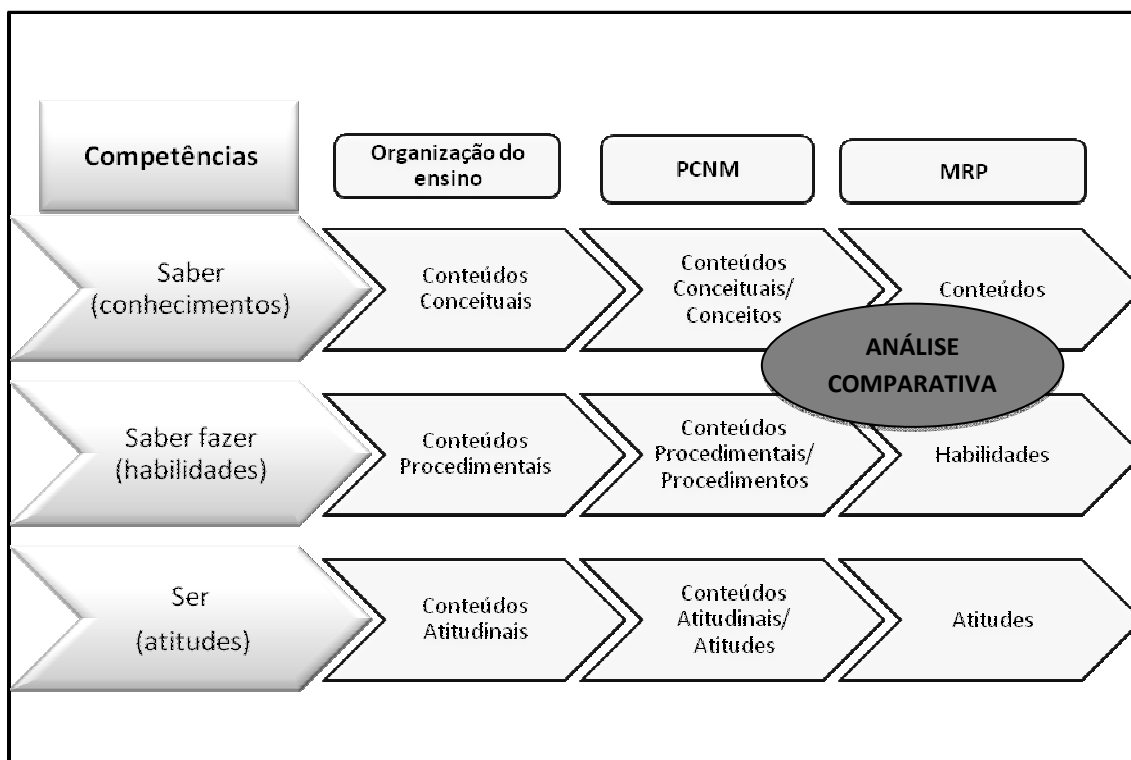 Competências
Organização do
ensino
PCNM
MRP
Saber
(conhecimentos)
Conteúdos
Conceituais
Conteúdos
Conceituais/
Conceitos
Conteúdos
ANÁLISE
COMPARATIVA
Saber fazer
(habilidades)
Conteúdos
Procedimentais
Conteúdos
Procedimentais/
Procedimentos
Habilidades
Ser
(atitudes)
Conteúdos
Atitudinais
Conteúdos
Atitudinais/
Atitudes
Atitudes